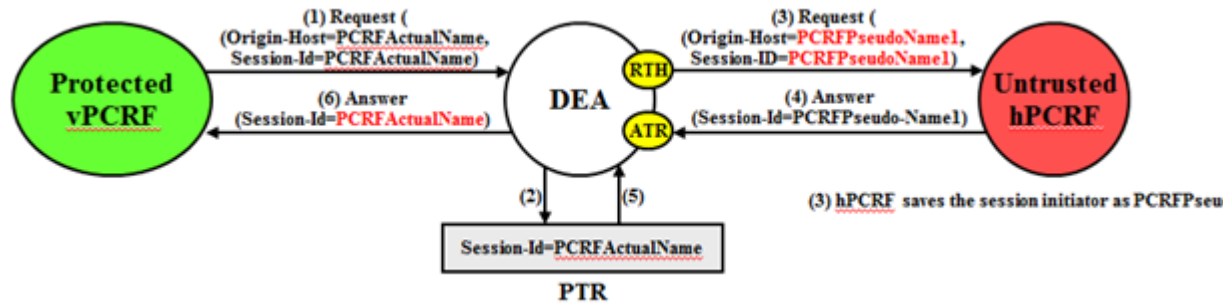 (1) Request (
(Origin-Host=PCRFActualName,
Session-Id=PCRFActualName)
(3) Request (
(Origin-Host=PCRFPseudoName1,
Session-ID=PCRFPseudoName1)
Protected
vPCRF
DEA
RTH
ATR
Untrusted
hPCRF
(6) Answer
(Session-Id=PCRFActualName)
(4) Answer
(Session-Id=PCRFPseudo-Name1)
(2)
(5)
(3) hPCRF saves the session initiator as PCRFPseu
Session-Id=PCRFActualName
PTR